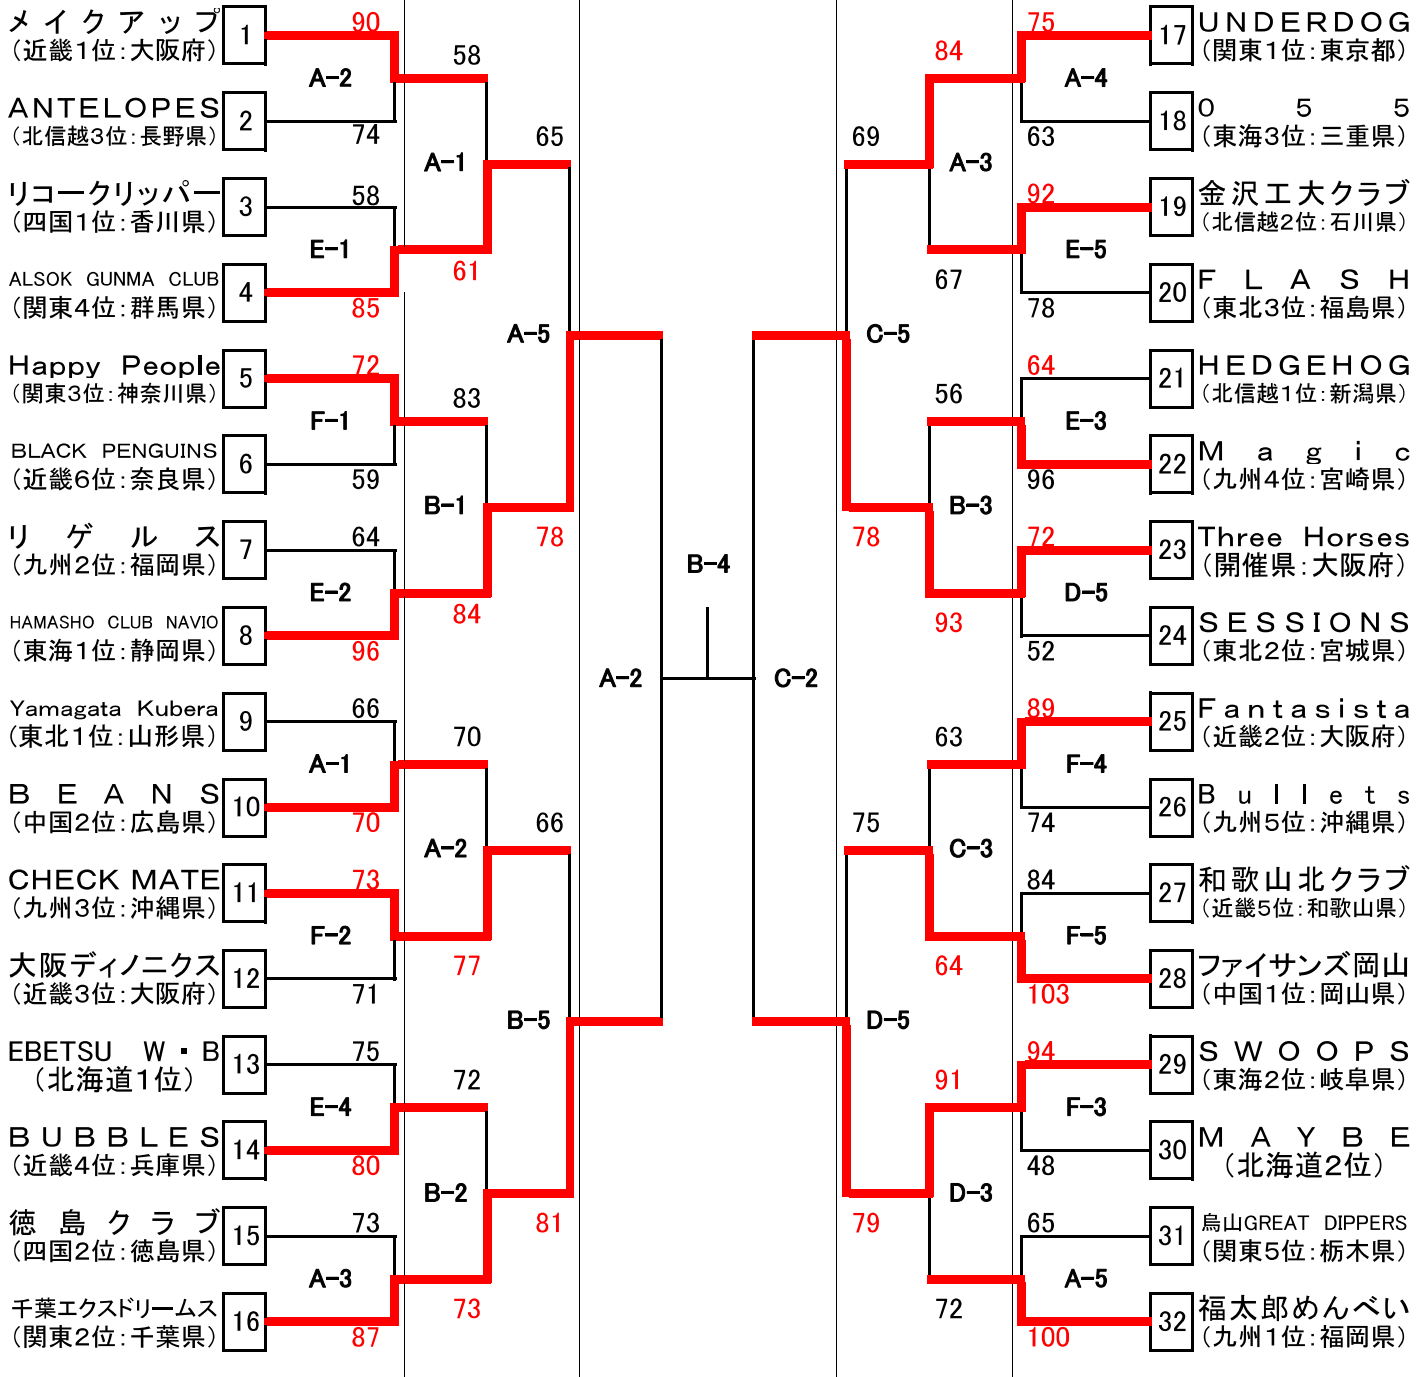 メイクアップ
(近畿1位:大阪府)
1
90
A-2
ANTELOPES
(北信越3位:長野県)
2
74
58
A-1
リコークリッパー
(四国1位:香川県)
3
58
E-1
ALSOK GUNMA CLUB
(関東4位:群馬県)
4
85
61
65
A-5
Happy People
(関東3位:神奈川県)
5
72
F-1
BLACK PENGUINS
(近畿6位:奈良県)
6
59
83
B-1
リゲルス
(九州2位:福岡県)
7
64
E-2
HAMASHO CLUB NAVIO
(東海1位:静岡県)
8
96
84
78
A-2
Yamagata Kubera
(東北1位:山形県)
9
66
A-1
BEANS
(中国2位:広島県)
10
70
70
A-2
CHECK MATE
(九州3位:沖縄県)
11
73
F-2
大阪ディノニクス
(近畿3位:大阪府)
12
71
77
66
B-5
EBETSU W・B
(北海道1位)
13
75
E-4
BUBBLES
(近畿4位:兵庫県)
14
80
72
B-2
徳島クラブ
(四国2位:徳島県)
15
73
A-3
千葉エクスドリームス
(関東2位:千葉県)
16
87
73
81
B-4
C-2
75
17
UNDERDOG
(関東1位:東京都)
A-4
63
18
055
(東海3位:三重県)
84
A-3
92
19
金沢工大クラブ
(北信越2位:石川県)
E-5
78
20
FLASH
(東北3位:福島県)
67
69
C-5
64
21
HEDGEHOG
(北信越1位:新潟県)
E-3
96
22
Magic
(九州4位:宮崎県)
56
B-3
72
23
Three Horses
(開催県:大阪府)
D-5
52
24
SESSIONS
(東北2位:宮城県)
93
78
89
25
Fantasista
(近畿2位:大阪府)
F-4
74
26
Bullets
(九州5位:沖縄県)
63
C-3
84
27
和歌山北クラブ
(近畿5位:和歌山県)
F-5
103
28
ファイサンズ岡山
(中国1位:岡山県)
64
75
D-5
94
29
SWOOPS
(東海2位:岐阜県)
F-3
48
30
MAYBE
(北海道2位)
91
D-3
65
31
烏山GREAT DIPPERS
(関東5位:栃木県)
A-5
100
32
福太郎めんべい
(九州1位:福岡県)
72
79